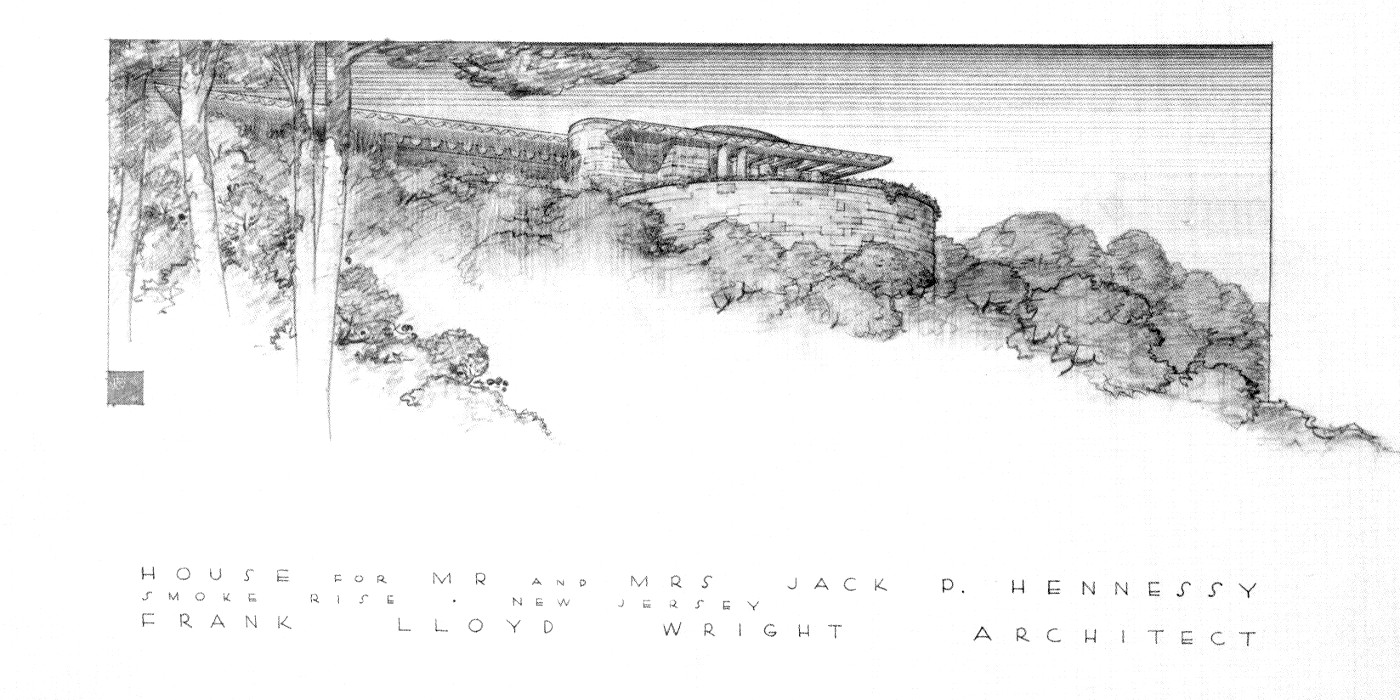 HOUSE FOR MR AND MRS JACK P. HENNESSY
SMOKE RISE · NEW JERSEY
FRANK LLOYD WRIGHT ARCHITECT